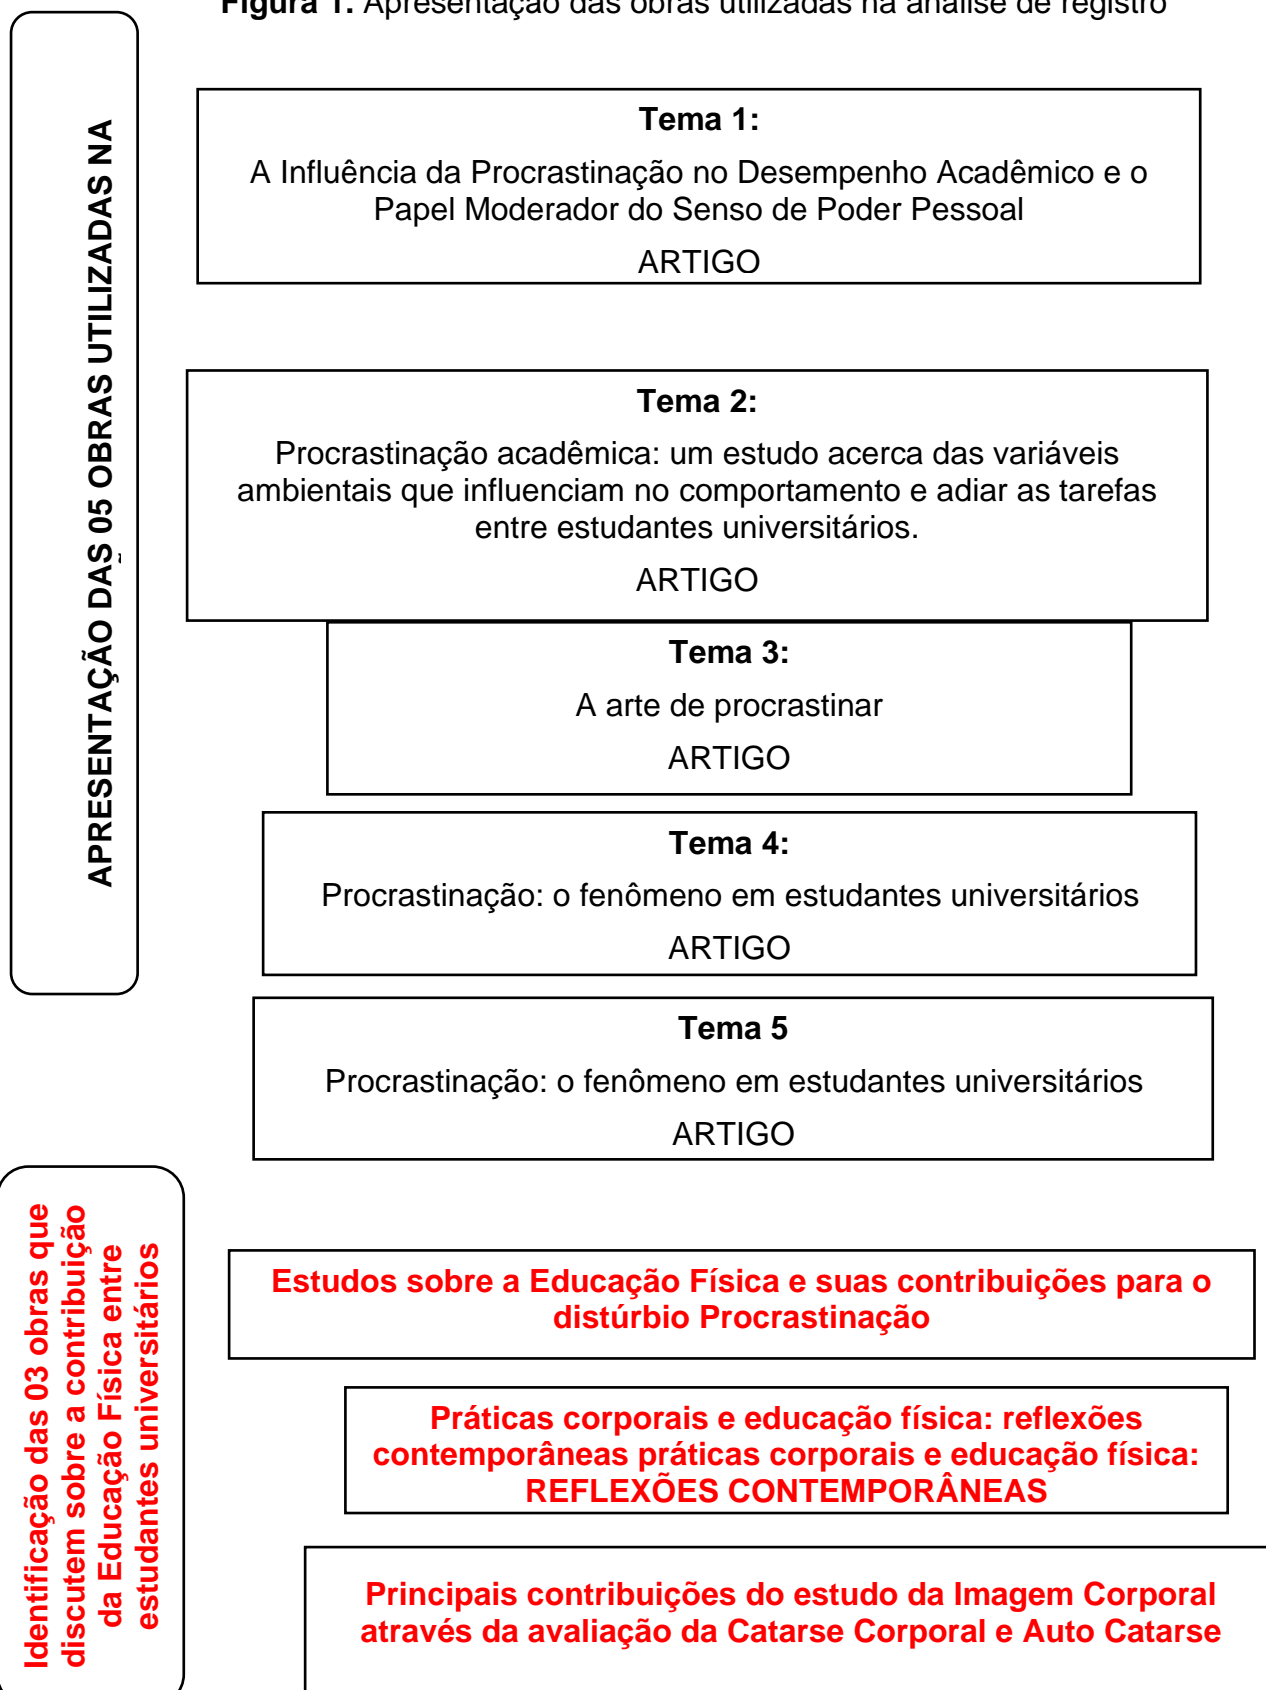 Figura 1. Apresentação das obras utilizadas na análise de registro
APRESENTAÇÃO DAS 05 OBRAS UTILIZADAS NA
Tema 1:
A Influência da Procrastinação no Desempenho Acadêmico e o
Papel Moderador do Senso de Poder Pessoal
ARTIGO
Tema 2:
Procrastinação acadêmica: um estudo acerca das variáveis
ambientais que influenciam no comportamento e adiar as tarefas
entre estudantes universitários.
ARTIGO
Tema 3:
A arte de procrastinar
ARTIGO
Tema 4:
Procrastinação: o fenômeno em estudantes universitários
ARTIGO
Tema 5
Procrastinação: o fenômeno em estudantes universitários
ARTIGO
Identificação das 03 obras que
discutem sobre a contribuição
da Educação Física entre
estudantes universitários
Estudos sobre a Educação Física e suas contribuições para o
distúrbio Procrastinação
Práticas corporais e educação física: reflexões
contemporâneas práticas corporais e educação física:
REFLEXÕES CONTEMPORÂNEAS
Principais contribuições do estudo da Imagem Corporal
através da avaliação da Catarse Corporal e Auto Catarse